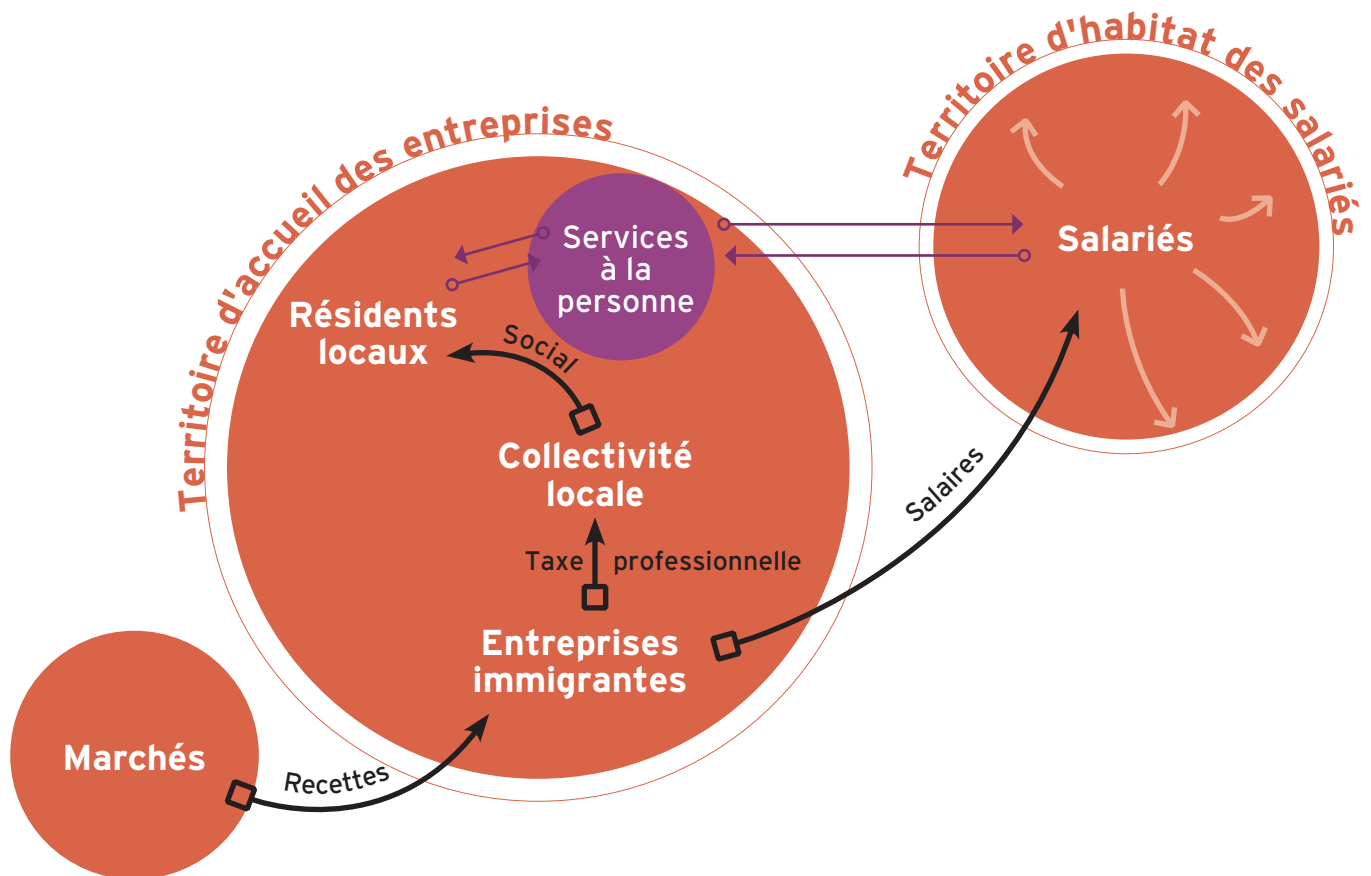 Territoire d'habitat des salariés
Territoire d'accueil des entreprises
Services
à la
personne
Salariés
Résidents
locaux
Social
Collectivité
locale
Salaires
Taxe professionnelle
Entreprises
immigrantes
Marchés
Recettes